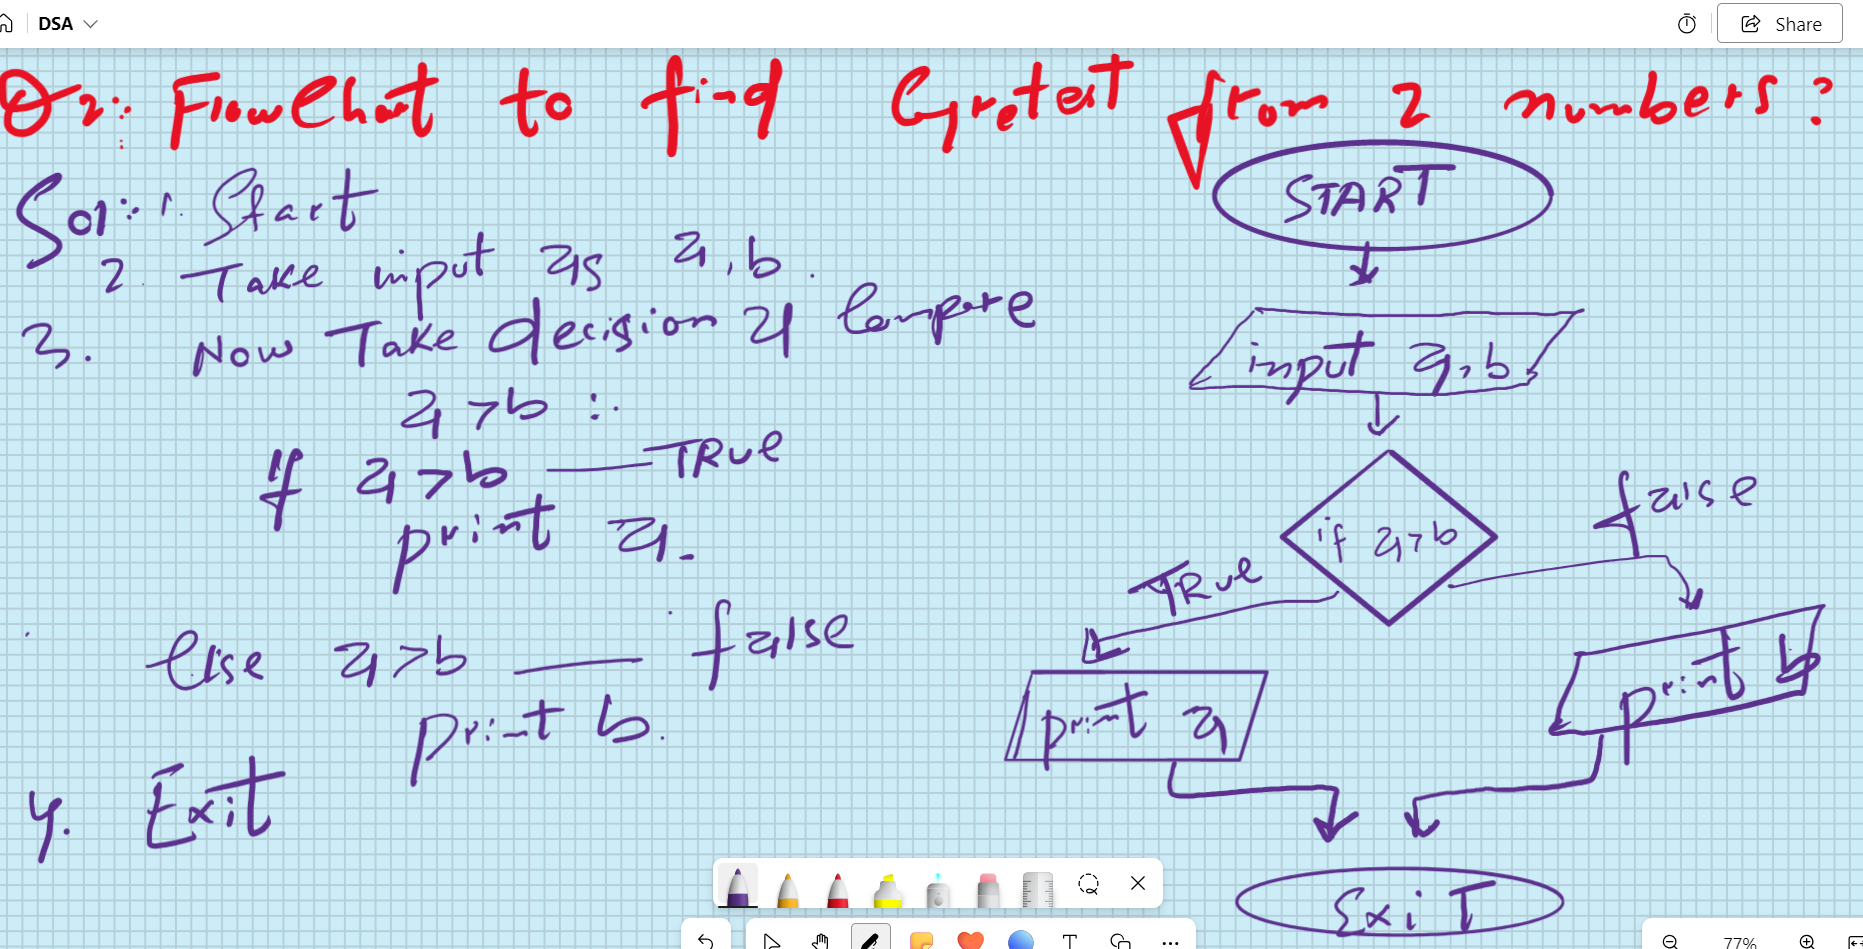 DSA
Share
Q2: FlowChart to find Gretest from 2 numbers?
Sol: 1. Start
2. Take input as a, b.
3. Now Take decision & Compare
a > b :
If a > b — TRUE
print a.
Else a > b — false
print b.
4. Exit
START
input a, b
if a > b
TRUE
false
print a
print b
ExiT
77%